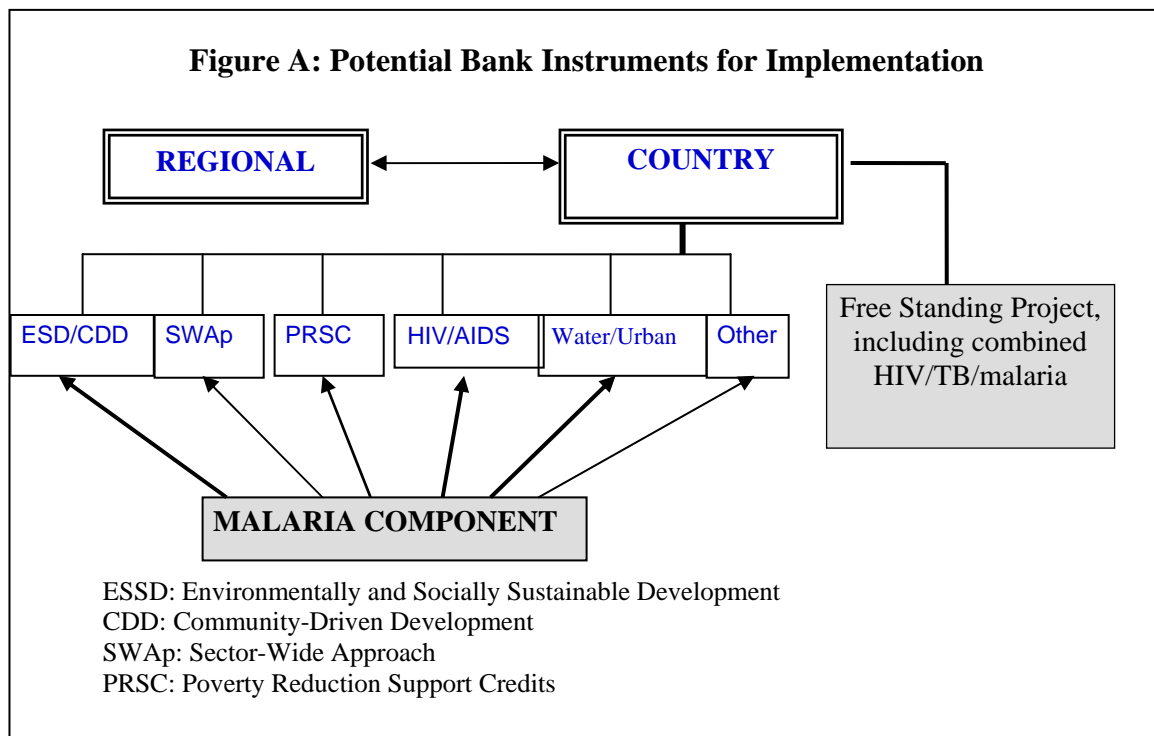 Figure A: Potential Bank Instruments for Implementation
REGIONAL
COUNTRY
ESD/CDD
SWAp
PRSC
HIV/AIDS
Water/Urban
Other
Free Standing Project,
including combined
HIV/TB/malaria
MALARIA COMPONENT
ESSD: Environmentally and Socially Sustainable Development
CDD: Community-Driven Development
SWAp: Sector-Wide Approach
PRSC: Poverty Reduction Support Credits